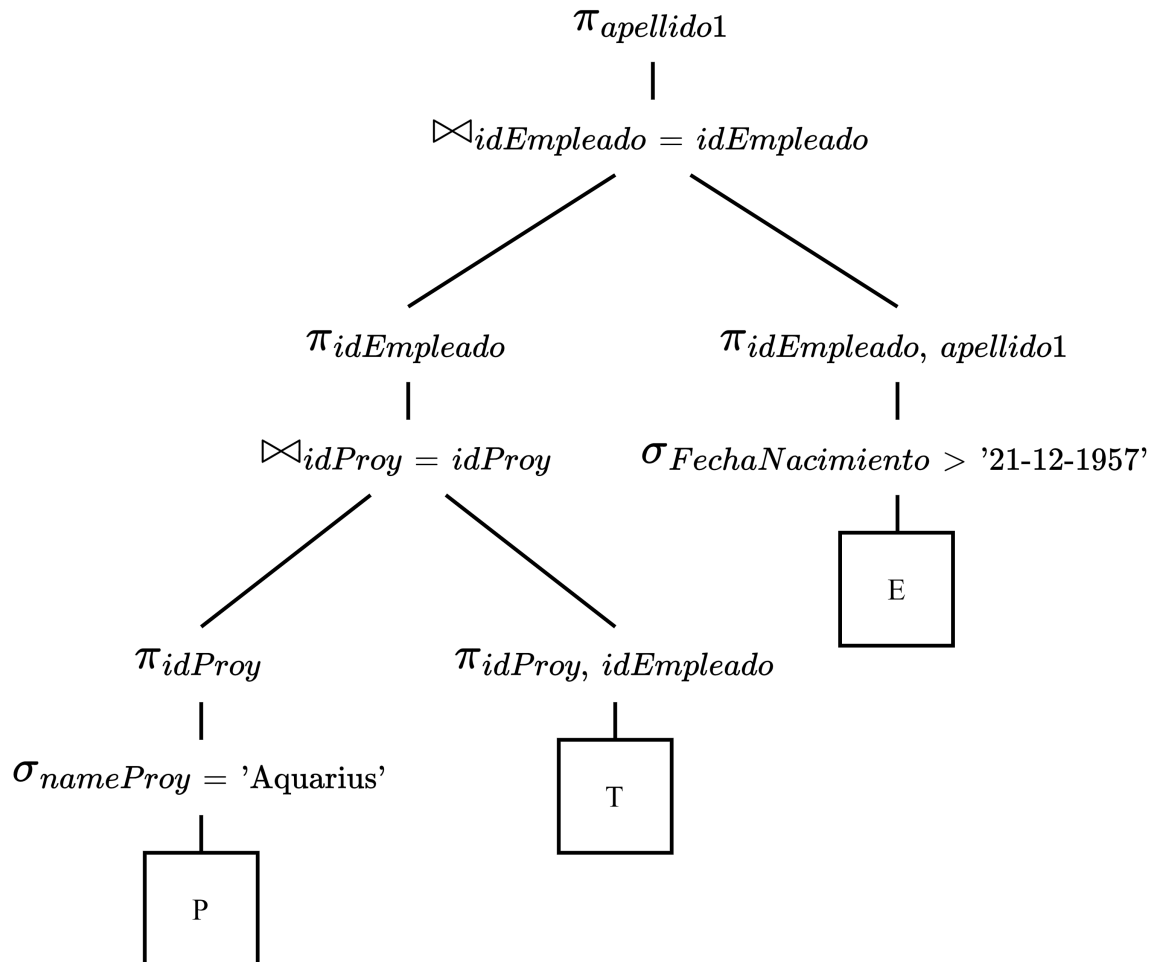 π apellido1
⋈ idEmpleado = idEmpleado
π idEmpleado
π idEmpleado, apellido1
⋈ idProy = idProy
σ FechaNacimiento > '21-12-1957'
E
π idProy
π idProy, idEmpleado
σ nameProy = 'Aquarius'
T
P